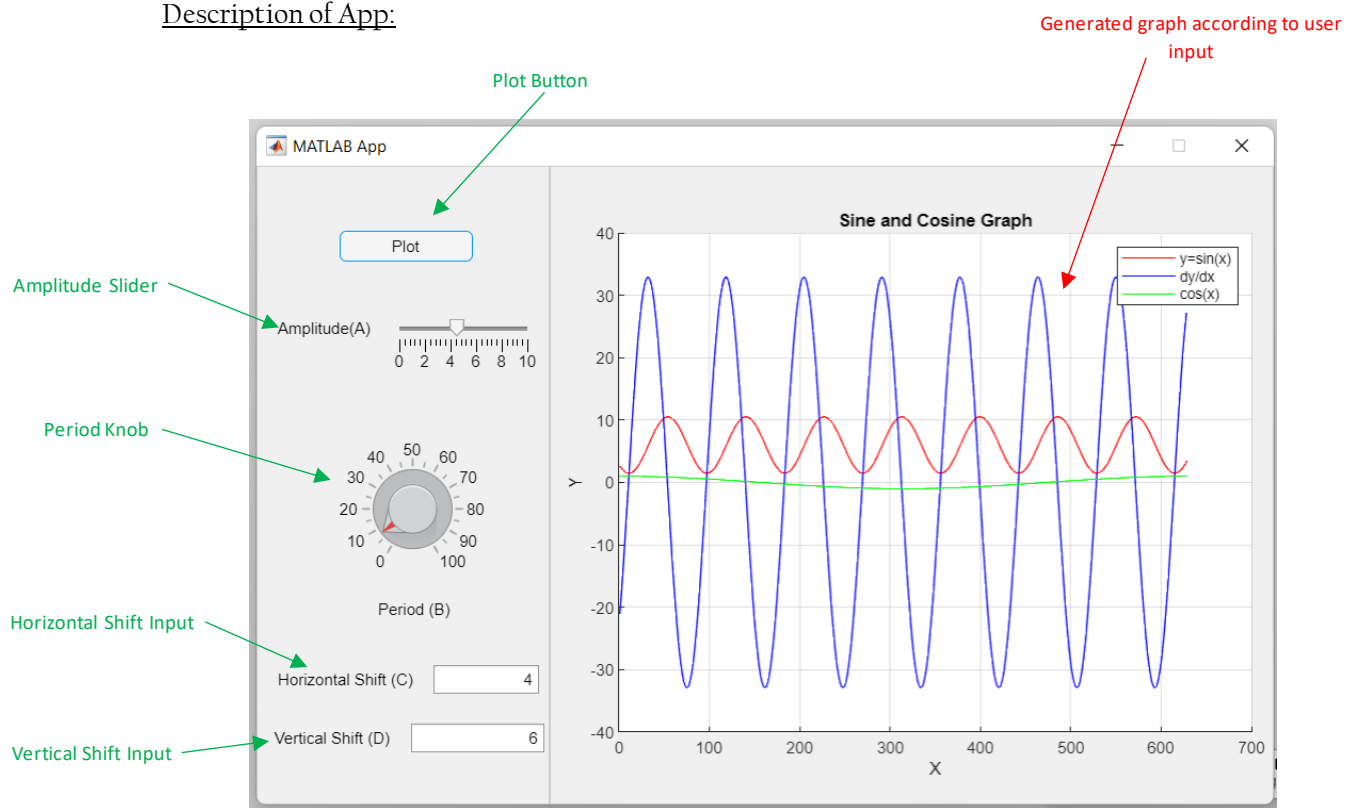 Description of App:
Generated graph according to user
input
Plot Button
MATLAB App
Sine and Cosine Graph
Plot
y=sin(x)
dy/dx
cos(x)
Amplitude Slider
Amplitude(A)
0 2 4 6 8 10
Period Knob
0 10 20 30 40 50 60 70 80 90 100
Period (B)
Horizontal Shift Input
Horizontal Shift (C) 4
Vertical Shift (D) 6
Vertical Shift Input
40
30
20
10
0
-10
-20
-30
-40
Y
0 100 200 300 400 500 600 700
X